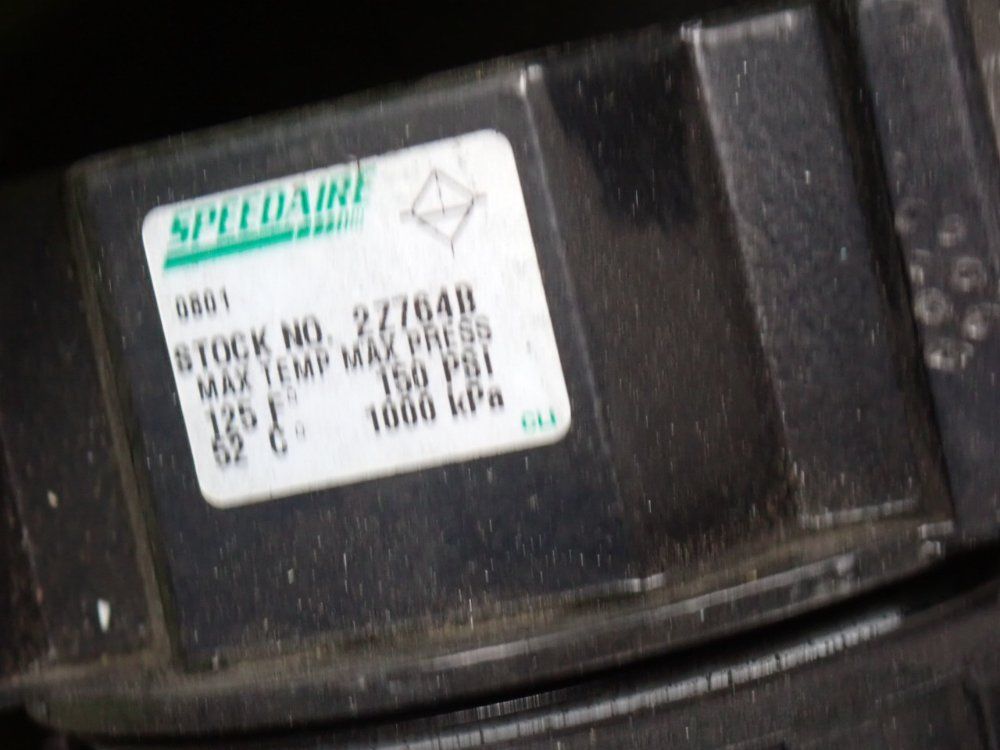 SPEEDAIRE
0801
STOCK NO. 2Z764B
MAX TEMP MAX PRESS
125 F° 150 PSI
52 C° 1000 kPa